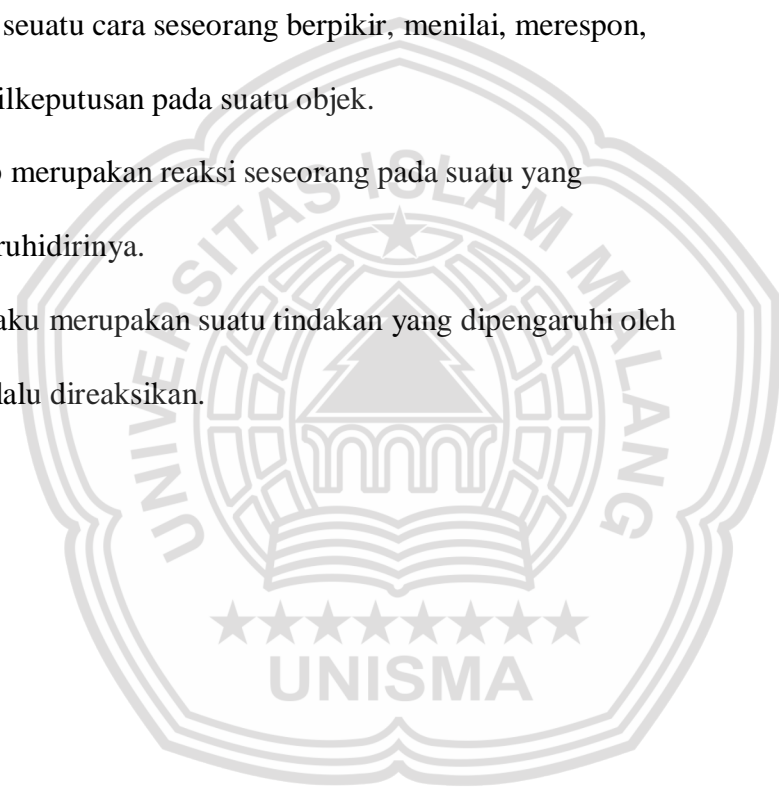 seuatu cara seseorang berpikir, menilai, merespon,
ilkeputusan pada suatu objek.
merupakan reaksi seseorang pada suatu yang
ruhidirinya.
aku merupakan suatu tindakan yang dipengaruhi oleh
lalu direaksikan.
UNIVERSITAS ISLAM MALANG
UNISMA